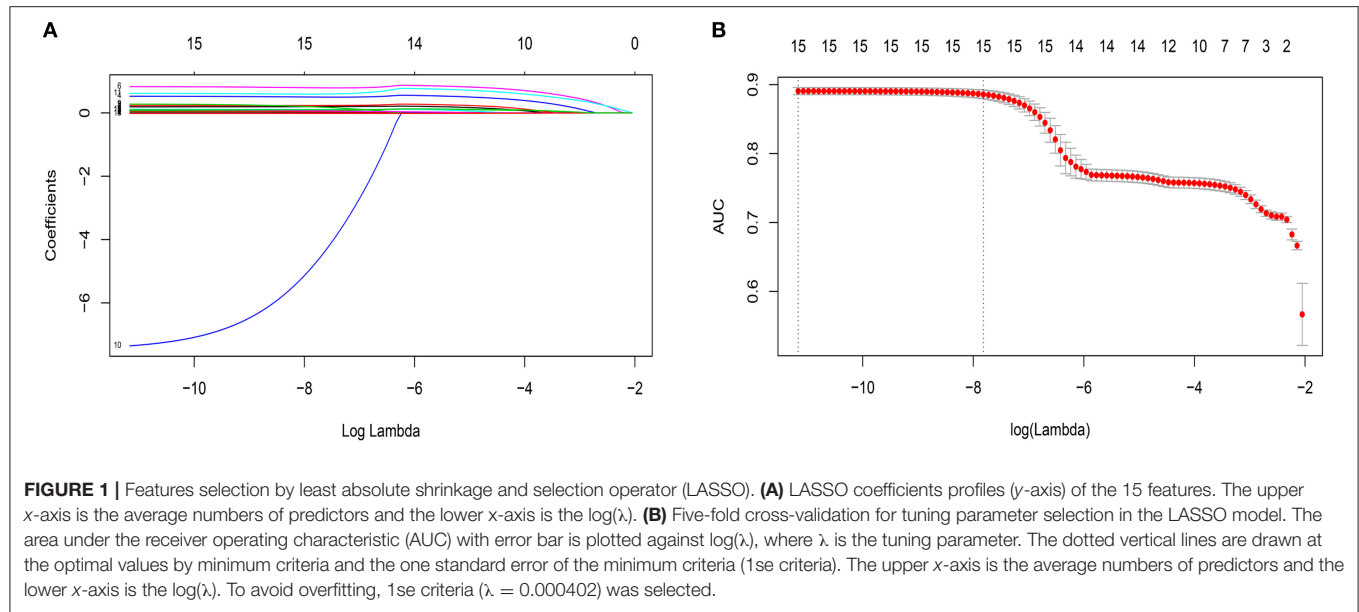 A
15 15 14 10 0
0
−2
−4
−6
Coefficients
6
11
4
10
−10 −8 −6 −4 −2
Log Lambda
B
15 15 15 15 15 15 15 15 15 14 14 14 12 10 7 7 3 2
0.9
0.8
0.7
0.6
AUC
−10 −8 −6 −4 −2
log(Lambda)
FIGURE 1 | Features selection by least absolute shrinkage and selection operator (LASSO). (A) LASSO coefficients profiles (y-axis) of the 15 features. The upper
x-axis is the average numbers of predictors and the lower x-axis is the log(λ). (B) Five-fold cross-validation for tuning parameter selection in the LASSO model. The
area under the receiver operating characteristic (AUC) with error bar is plotted against log(λ), where λ is the tuning parameter. The dotted vertical lines are drawn at
the optimal values by minimum criteria and the one standard error of the minimum criteria (1se criteria). The upper x-axis is the average numbers of predictors and the
lower x-axis is the log(λ). To avoid overfitting, 1se criteria (λ = 0.000402) was selected.